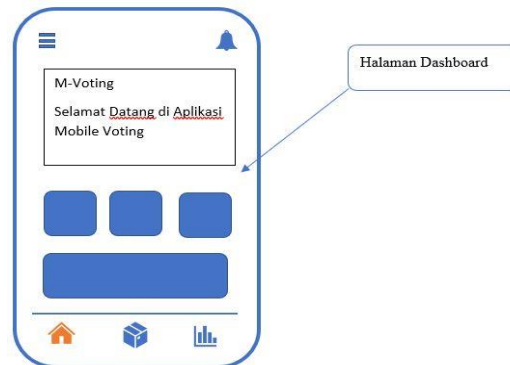 M-Voting
Selamat Datang di Aplikasi
Mobile Voting
Halaman Dashboard